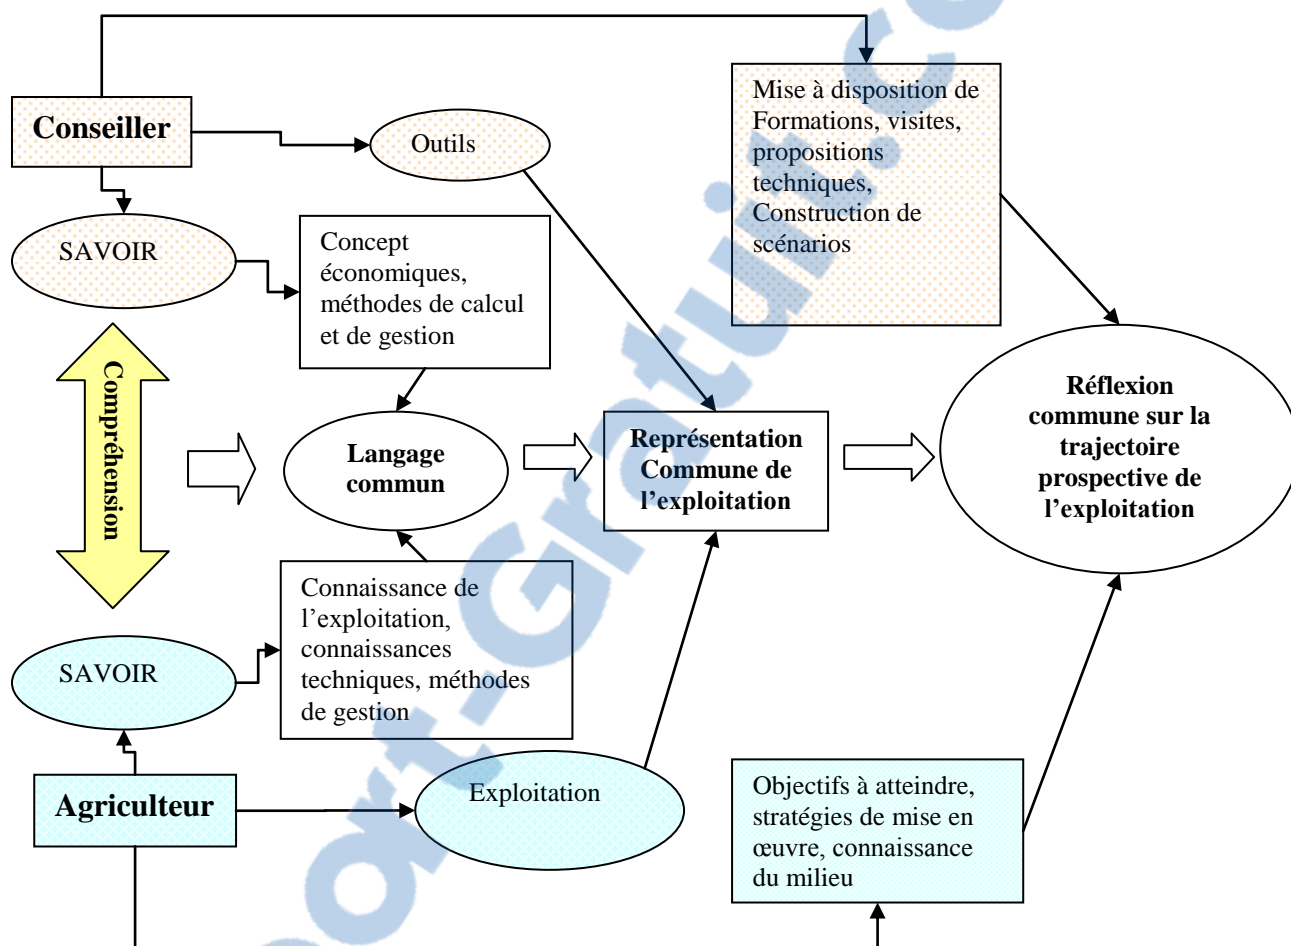 Conseiller
Outils
Mise à disposition de
Formations, visites,
propositions
techniques,
Construction de
scénarios
SAVOIR
Concept
économiques,
méthodes de calcul
et de gestion
Compréhension
Langage
commun
Représentation
Commune de
l’exploitation
Réflexion
commune sur la
trajectoire
prospective de
l’exploitation
Connaissance de
l’exploitation,
connaissances
techniques, méthodes
de gestion
SAVOIR
Agriculteur
Exploitation
Objectifs à atteindre,
stratégies de mise en
œuvre, connaissance
du milieu
ort-Gratuit.co